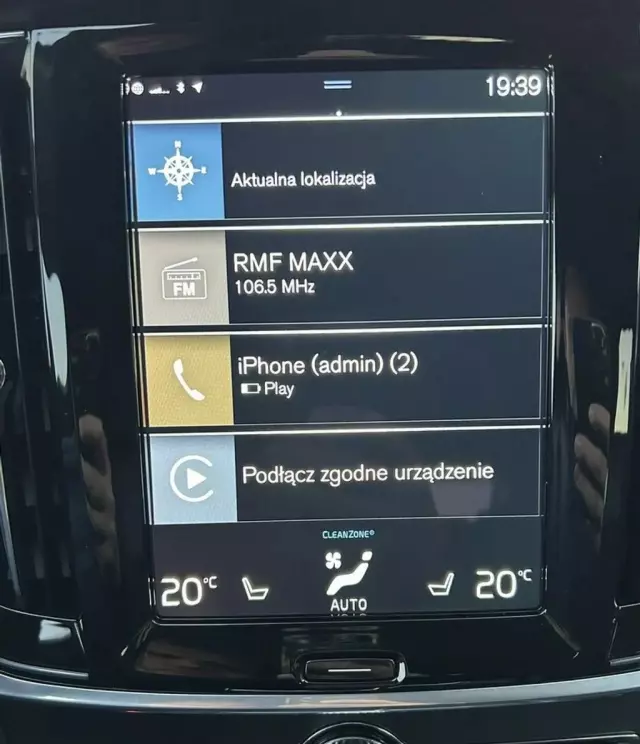 19:39
N
W E
S
Aktualna lokalizacja
RMF MAXX
106.5 MHz
FM
iPhone (admin) (2)
Play
Podłącz zgodne urządzenie
CLEANZONE®
20°C
20°C
AUTO